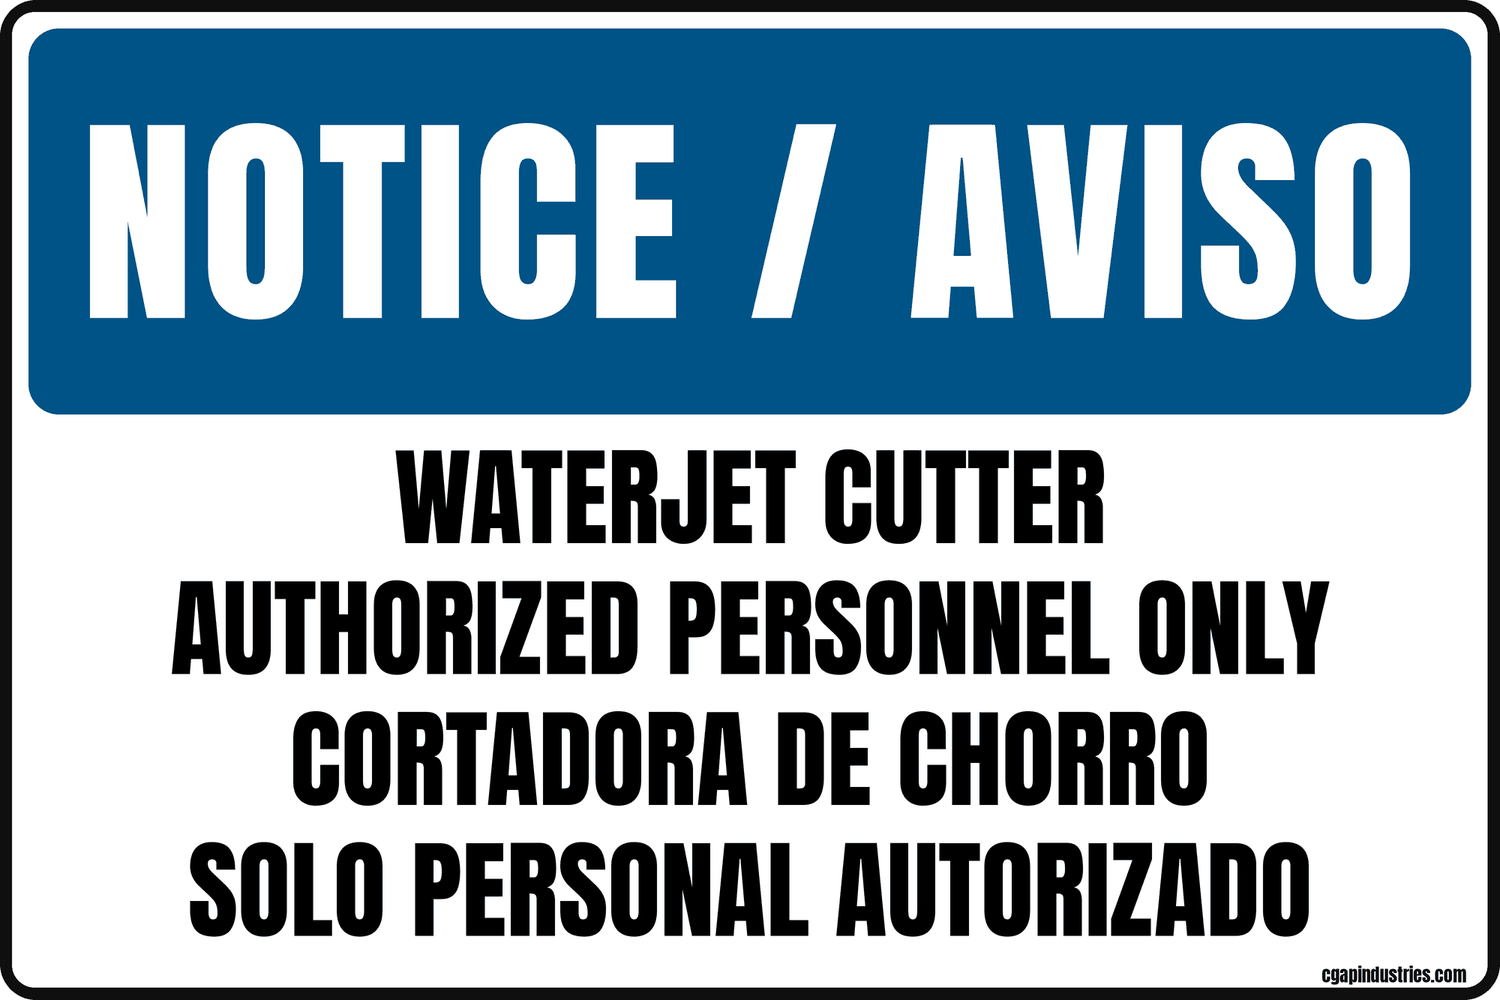 NOTICE / AVISO
WATERJET CUTTER
AUTHORIZED PERSONNEL ONLY
CORTADORA DE CHORRO
SOLO PERSONAL AUTORIZADO
cgapindustries.com